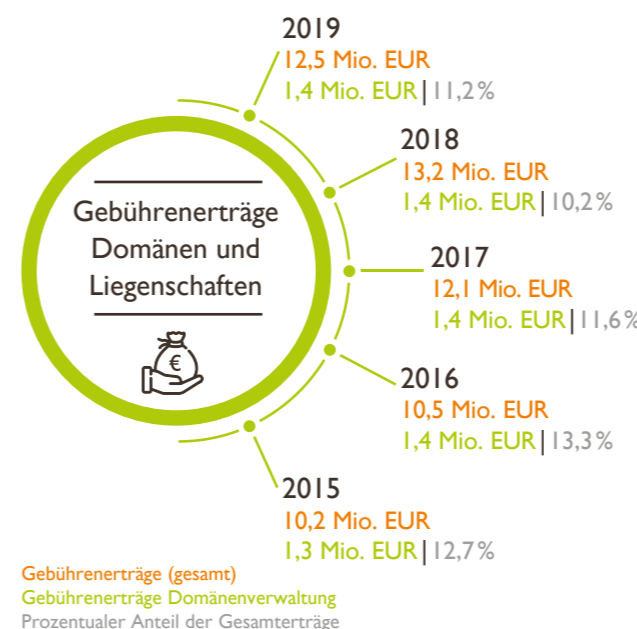 2019
12,5 Mio. EUR
1,4 Mio. EUR|11,2%
2018
13,2 Mio. EUR
1,4 Mio. EUR|10,2%
Gebührenerträge
Domänen und
Liegenschaften
€
2017
12,1 Mio. EUR
1,4 Mio. EUR|11,6%
2016
10,5 Mio. EUR
1,4 Mio. EUR|13,3%
2015
10,2 Mio. EUR
1,3 Mio. EUR|12,7%
Gebührenerträge (gesamt)
Gebührenerträge Domänenverwaltung
Prozentualer Anteil der Gesamterträge